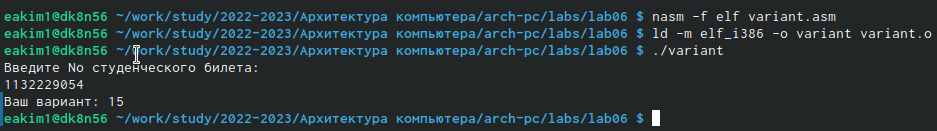 eakim1@dk8n56 ~/work/study/2022-2023/Архитектура компьютера/arch-pc/labs/lab06 $ nasm -f elf variant.asm
eakim1@dk8n56 ~/work/study/2022-2023/Архитектура компьютера/arch-pc/labs/lab06 $ ld -m elf_i386 -o variant variant.o
eakim1@dk8n56 ~/work/study/2022-2023/Архитектура компьютера/arch-pc/labs/lab06 $ ./variant
Введите No студенческого билета:
1132229054
Ваш вариант: 15
eakim1@dk8n56 ~/work/study/2022-2023/Архитектура компьютера/arch-pc/labs/lab06 $